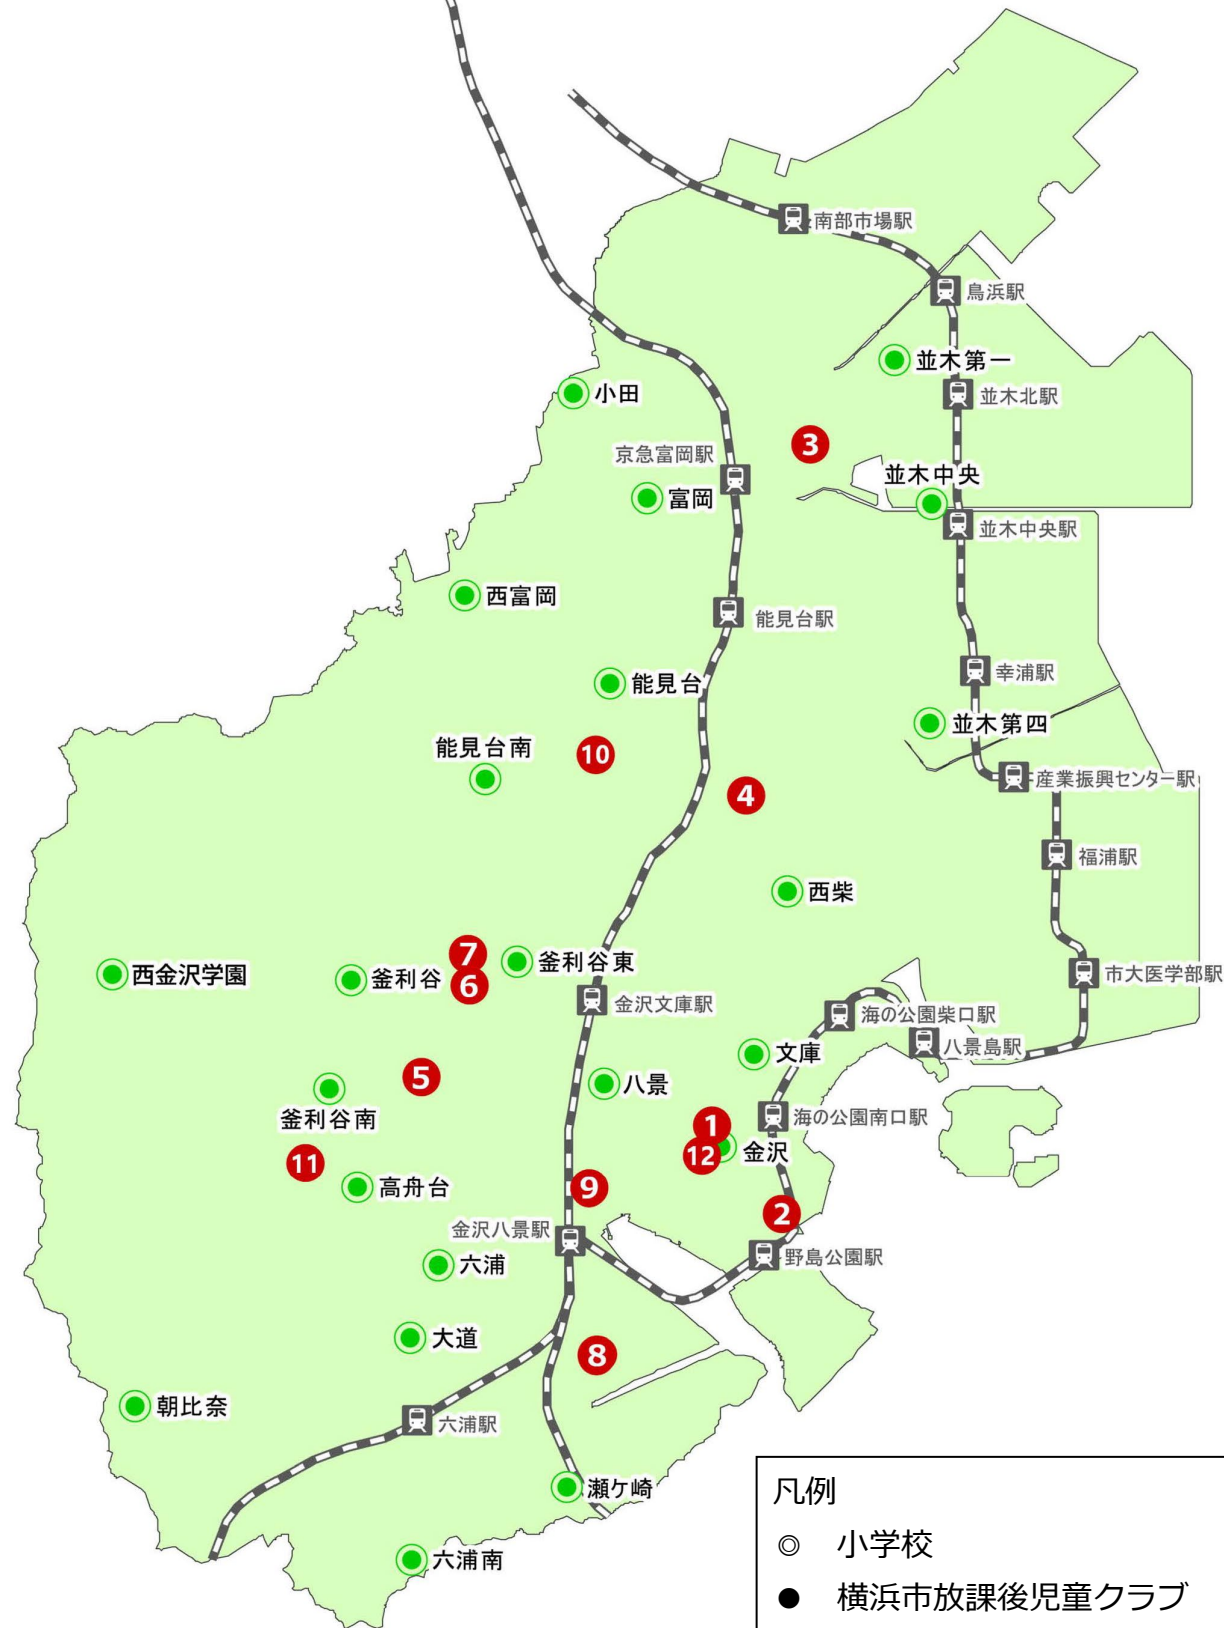 南部市場駅
鳥浜駅
並木第一
小田
並木北駅
3
京急富岡駅
並木中央
富岡
並木中央駅
西富岡
能見台駅
幸浦駅
能見台
並木第四
能見台南
10
産業振興センター駅
4
福浦駅
西柴
7
釜利谷東
西金沢学園
釜利谷
6
市大医学部駅
金沢文庫駅
海の公園柴口駅
八景島駅
文庫
5
八景
釜利谷南
海の公園南口駅
1
金沢
12
11
高舟台
9
2
金沢八景駅
野島公園駅
六浦
大道
8
朝比奈
六浦駅
瀬ケ崎
六浦南
凡例
◎ 小学校
● 横浜市放課後児童クラブ